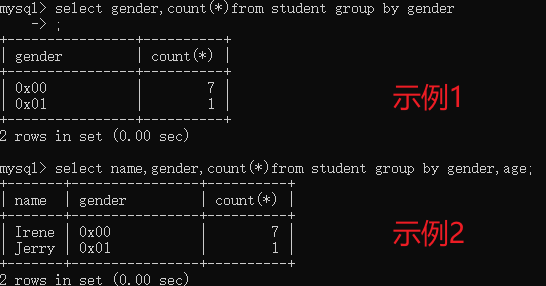 mysql> select gender,count(*)from student group by gender
    -> ;
+----------------+----------+
| gender         | count(*) |
+----------------+----------+
| 0x00           |        7 |
| 0x01           |        1 |
+----------------+----------+
2 rows in set (0.00 sec)
示例1
mysql> select name,gender,count(*)from student group by gender,age;
+-------+----------------+----------+
| name  | gender         | count(*) |
+-------+----------------+----------+
| Irene | 0x00           |        7 |
| Jerry | 0x01           |        1 |
+-------+----------------+----------+
2 rows in set (0.00 sec)
示例2